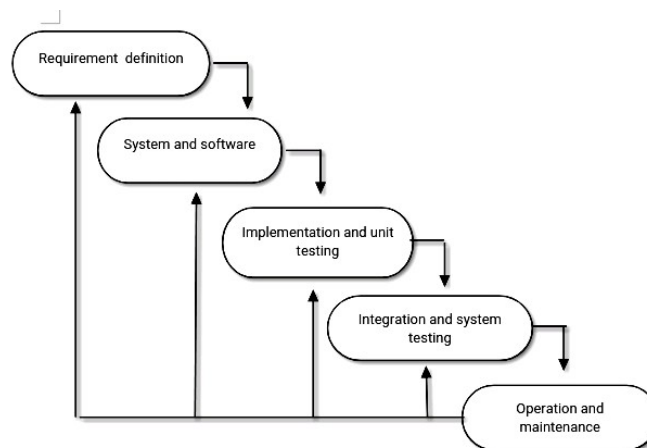 Requirement definition
System and software
Implementation and unit
testing
Integration and system
testing
Operation and
maintenance